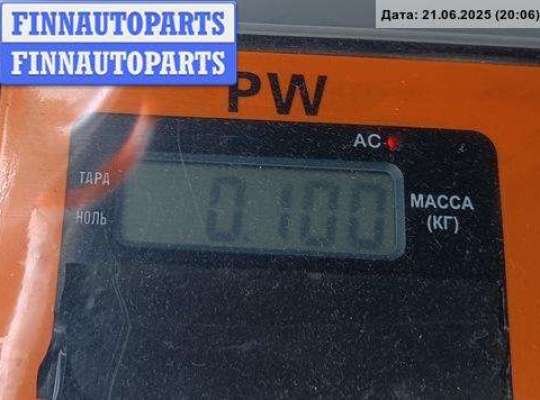 FINNAUTOPARTS
FINNAUTOPARTS
Дата: 21.06.2025 (20:06)
PW
AC
ТАРА
НОЛЬ
0.100
МАССА
(КГ)